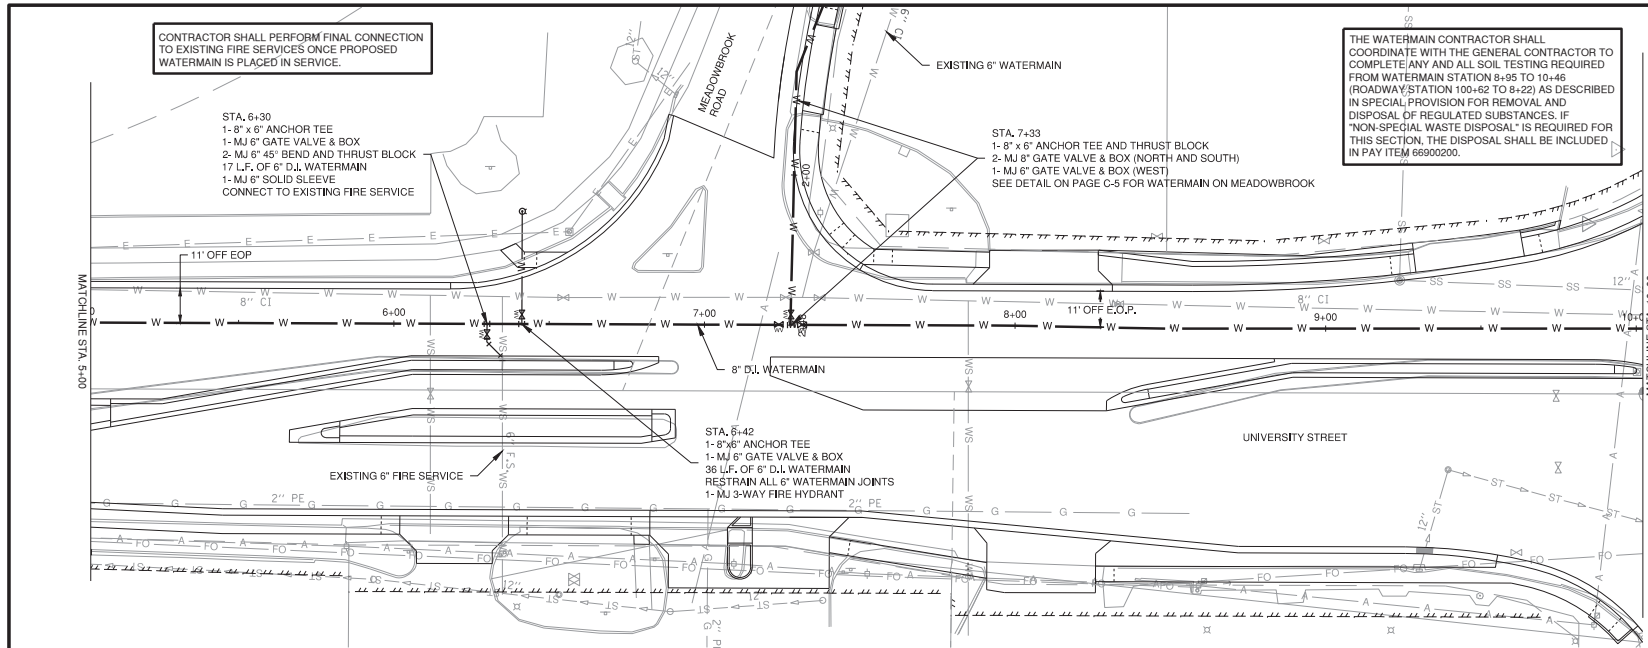 CONTRACTOR SHALL PERFORM FINAL CONNECTION
TO EXISTING FIRE SERVICES ONCE PROPOSED
WATERMAIN IS PLACED IN SERVICE.
THE WATERMAIN CONTRACTOR SHALL
COORDINATE WITH THE GENERAL CONTRACTOR TO
COMPLETE ANY AND ALL SOIL TESTING REQUIRED
FROM WATERMAIN STATION 8+95 TO 10+46
(ROADWAY STATION 100+62 TO 8+22) AS DESCRIBED
IN SPECIAL PROVISION FOR REMOVAL AND
DISPOSAL OF REGULATED SUBSTANCES. IF
"NON-SPECIAL WASTE DISPOSAL" IS REQUIRED FOR
THIS SECTION, THE DISPOSAL SHALL BE INCLUDED
IN PAY ITEM 66900200.
MEADOWBROOK
ROAD
EXISTING 6" WATERMAIN
6" CI
STA. 6+30
1- 8" x 6" ANCHOR TEE
1- MJ 6" GATE VALVE & BOX
2- MJ 6" 45° BEND AND THRUST BLOCK
17 L.F. OF 6" D.I. WATERMAIN
1- MJ 6" SOLID SLEEVE
CONNECT TO EXISTING FIRE SERVICE
STA. 7+33
1- 8" x 6" ANCHOR TEE AND THRUST BLOCK
2- MJ 8" GATE VALVE & BOX (NORTH AND SOUTH)
1- MJ 6" GATE VALVE & BOX (WEST)
SEE DETAIL ON PAGE C-5 FOR WATERMAIN ON MEADOWBROOK
2+00
11' OFF EOP
8" CI
8" CI
12"
11' OFF E.O.P.
MATCHLINE STA. 5+00
6+00
7+00
8+00
9+00
8" D.I. WATERMAIN
STA. 6+42
1- 8"x6" ANCHOR TEE
1- MJ 6" GATE VALVE & BOX
36 L.F. OF 6" D.I. WATERMAIN
RESTRAIN ALL 6" WATERMAIN JOINTS
1- MJ 3-WAY FIRE HYDRANT
UNIVERSITY STREET
EXISTING 6" FIRE SERVICE
6" F.S.
2" PE
2" PE
12"
12"
12"